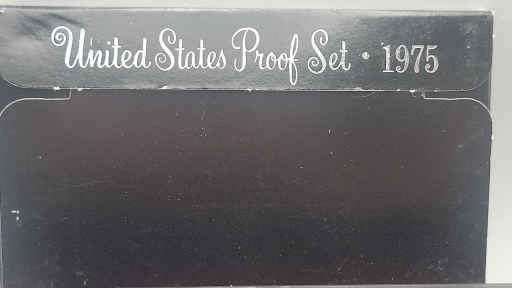 United States Proof Set • 1975